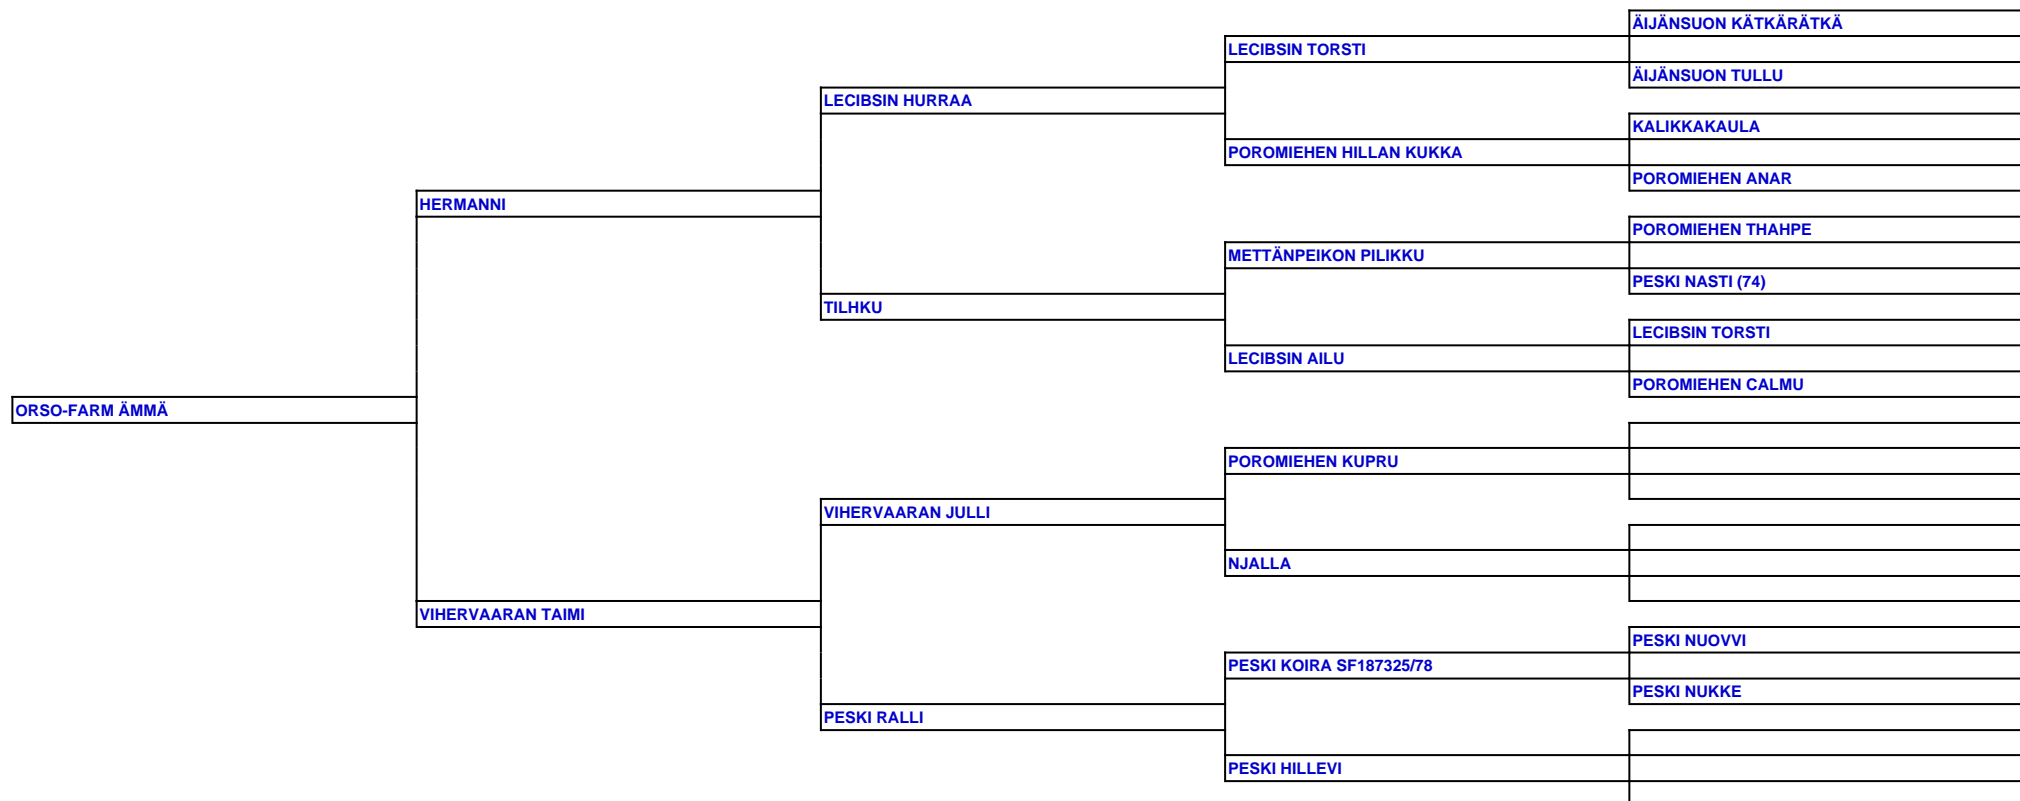 ÄIJÄNSUON KÄTKÄRÄTKÄ
LECIBSIN TORSTI
ÄIJÄNSUON TULLU
LECIBSIN HURRAA
KALIKKAKAULA
POROMIEHEN HILLAN KUKKA
POROMIEHEN ANAR
HERMANNI
POROMIEHEN THAHPE
METTÄNPEIKON PILIKKU
PESKI NASTI (74)
TILHKU
LECIBSIN TORSTI
LECIBSIN AILU
POROMIEHEN CALMU
ORSO-FARM ÄMMÄ
POROMIEHEN KUPRU
VIHERVAARAN JULLI
NJALLA
VIHERVAARAN TAIMI
PESKI NUOVVI
PESKI KOIRA SF187325/78
PESKI NUKKE
PESKI RALLI
PESKI HILLEVI